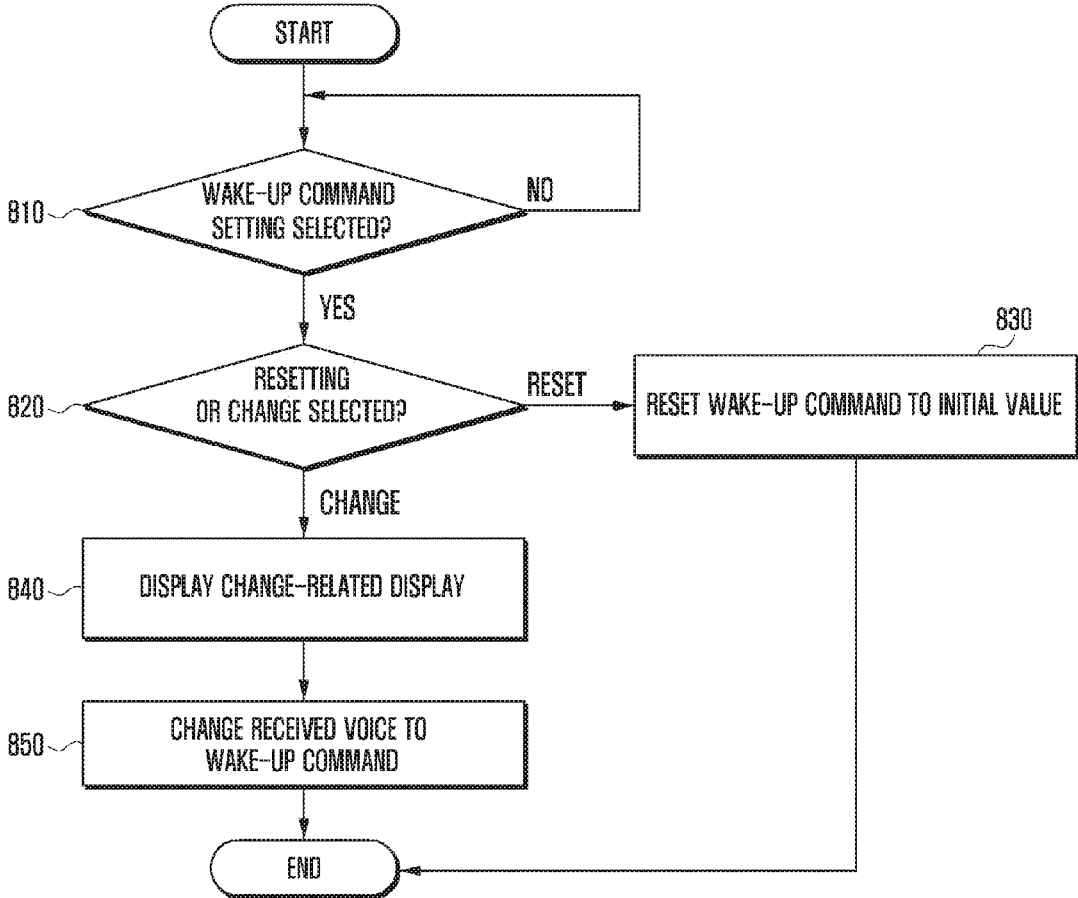 START
WAKE-UP COMMAND
SETTING SELECTED?
NO
810
YES
830
RESETTING
OR CHANGE SELECTED?
RESET
820
RESET WAKE-UP COMMAND TO INITIAL VALUE
CHANGE
840
DISPLAY CHANGE-RELATED DISPLAY
850
CHANGE RECEIVED VOICE TO
WAKE-UP COMMAND
END